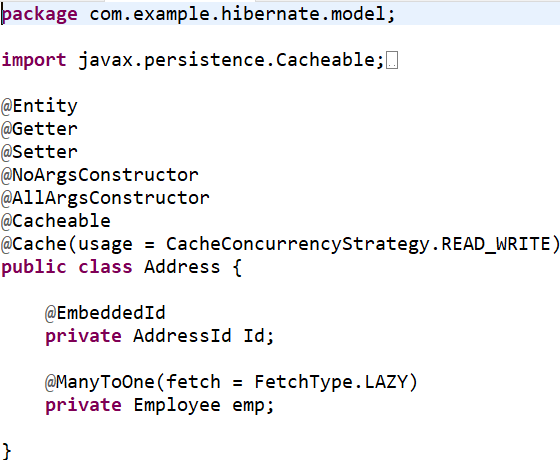 package com.example.hibernate.model;
import javax.persistence.Cacheable;
@Entity
@Getter
@Setter
@NoArgsConstructor
@AllArgsConstructor
@Cacheable
@Cache(usage = CacheConcurrencyStrategy.READ_WRITE)
public class Address {
@EmbeddedId
private AddressId Id;
@ManyToOne(fetch = FetchType.LAZY)
private Employee emp;
}